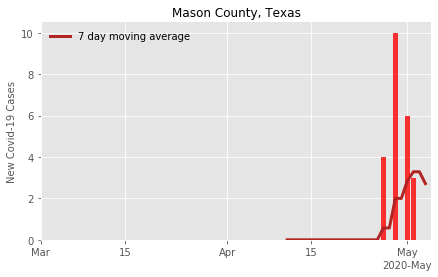 Mason County, Texas
7 day moving average
New Covid-19 Cases
10
8
6
4
2
0
Mar
15
Apr
15
May
2020-May